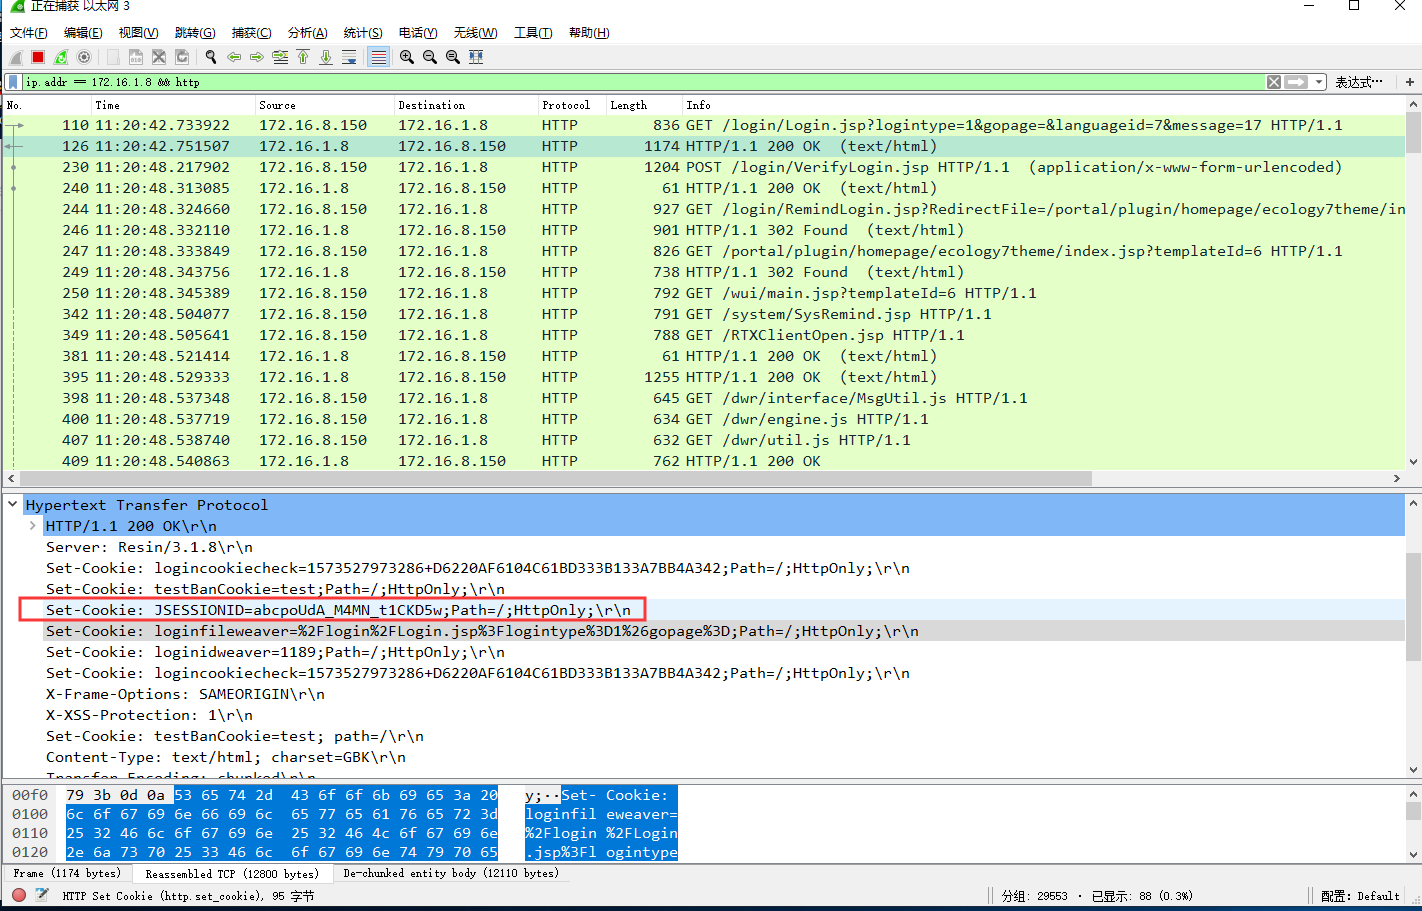 正在捕获 以太网 3
文件(F) 编辑(E) 视图(V) 跳转(G) 捕获(C) 分析(A) 统计(S) 电话(Y) 无线(W) 工具(T) 帮助(H)
ip.addr == 172.16.1.8 && http 表达式… +
No. Time Source Destination Protocol Length Info
110 11:20:42.733922 172.16.8.150 172.16.1.8 HTTP 836 GET /login/Login.jsp?logintype=1&gopage=&languageid=7&message=17 HTTP/1.1
126 11:20:42.751507 172.16.1.8 172.16.8.150 HTTP 1174 HTTP/1.1 200 OK (text/html)
230 11:20:48.217902 172.16.8.150 172.16.1.8 HTTP 1204 POST /login/VerifyLogin.jsp HTTP/1.1 (application/x-www-form-urlencoded)
240 11:20:48.313085 172.16.1.8 172.16.8.150 HTTP 61 HTTP/1.1 200 OK (text/html)
244 11:20:48.324660 172.16.8.150 172.16.1.8 HTTP 927 GET /login/RemindLogin.jsp?RedirectFile=/portal/plugin/homepage/ecology7theme/in
246 11:20:48.332110 172.16.1.8 172.16.8.150 HTTP 901 HTTP/1.1 302 Found (text/html)
247 11:20:48.333849 172.16.8.150 172.16.1.8 HTTP 826 GET /portal/plugin/homepage/ecology7theme/index.jsp?templateId=6 HTTP/1.1
249 11:20:48.343756 172.16.1.8 172.16.8.150 HTTP 738 HTTP/1.1 302 Found (text/html)
250 11:20:48.345389 172.16.8.150 172.16.1.8 HTTP 792 GET /wui/main.jsp?templateId=6 HTTP/1.1
342 11:20:48.504077 172.16.8.150 172.16.1.8 HTTP 791 GET /system/SysRemind.jsp HTTP/1.1
349 11:20:48.505641 172.16.8.150 172.16.1.8 HTTP 788 GET /RTXClientOpen.jsp HTTP/1.1
381 11:20:48.521414 172.16.1.8 172.16.8.150 HTTP 61 HTTP/1.1 200 OK (text/html)
395 11:20:48.529333 172.16.1.8 172.16.8.150 HTTP 1255 HTTP/1.1 200 OK (text/html)
398 11:20:48.537348 172.16.8.150 172.16.1.8 HTTP 645 GET /dwr/interface/MsgUtil.js HTTP/1.1
400 11:20:48.537719 172.16.8.150 172.16.1.8 HTTP 634 GET /dwr/engine.js HTTP/1.1
407 11:20:48.538740 172.16.8.150 172.16.1.8 HTTP 632 GET /dwr/util.js HTTP/1.1
409 11:20:48.540863 172.16.1.8 172.16.8.150 HTTP 762 HTTP/1.1 200 OK
Hypertext Transfer Protocol
HTTP/1.1 200 OK\r\n
Server: Resin/3.1.8\r\n
Set-Cookie: logincookiecheck=1573527973286+D6220AF6104C61BD333B133A7BB4A342;Path=/;HttpOnly;\r\n
Set-Cookie: testBanCookie=test;Path=/;HttpOnly;\r\n
Set-Cookie: JSESSIONID=abcpoUdA_M4MN_t1CKD5w;Path=/;HttpOnly;\r\n
Set-Cookie: loginfileweaver=%2Flogin%2FLogin.jsp%3Flogintype%3D1%26gopage%3D;Path=/;HttpOnly;\r\n
Set-Cookie: loginidweaver=1189;Path=/;HttpOnly;\r\n
Set-Cookie: logincookiecheck=1573527973286+D6220AF6104C61BD333B133A7BB4A342;Path=/;HttpOnly;\r\n
X-Frame-Options: SAMEORIGIN\r\n
X-XSS-Protection: 1\r\n
Set-Cookie: testBanCookie=test; path=/\r\n
Content-Type: text/html; charset=GBK\r\n
Transfer-Encoding: chunked\r\n
00f0 79 3b 0d 0a 53 65 74 2d 43 6f 6f 6b 69 65 3a 20 y;··Set- Cookie:
0100 6c 6f 67 69 6e 66 69 6c 65 77 65 61 76 65 72 3d loginfil eweaver=
0110 25 32 46 6c 6f 67 69 6e 25 32 46 4c 6f 67 69 6e %2Flogin %2FLogin
0120 2e 6a 73 70 25 33 46 6c 6f 67 69 6e 74 79 70 65 .jsp%3Fl ogintype
Frame (1174 bytes) Reassembled TCP (12800 bytes) De-chunked entity body (12110 bytes)
HTTP Set Cookie (http.set_cookie), 95 字节 分组: 29553 · 已显示: 88 (0.3%) 配置: Default